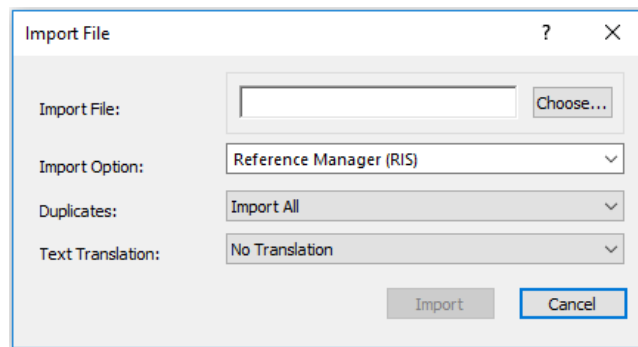 Import File ?
Import File: Choose...
Import Option: Reference Manager (RIS)
Duplicates: Import All
Text Translation: No Translation
Import Cancel